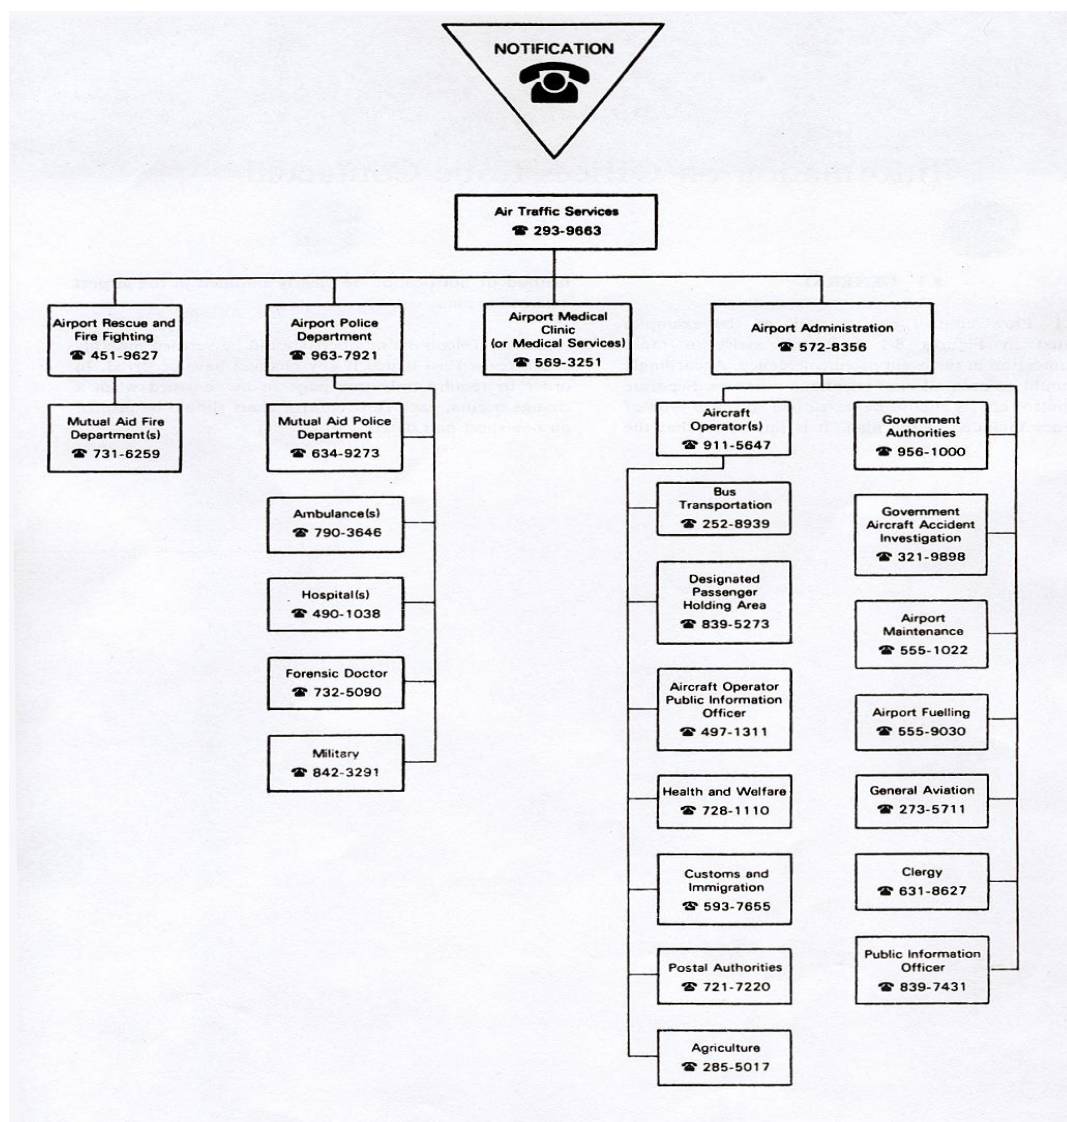 NOTIFICATION
Air Traffic Services
☎ 293-9663
Airport Rescue and
Fire Fighting
☎ 451-9627
Airport Police
Department
☎ 963-7921
Airport Medical
Clinic
(or Medical Services)
☎ 569-3251
Airport Administration
☎ 572-8356
Mutual Aid Fire
Department(s)
☎ 731-6259
Mutual Aid Police
Department
☎ 634-9273
Ambulance(s)
☎ 790-3646
Hospital(s)
☎ 490-1038
Forensic Doctor
☎ 732-5090
Military
☎ 842-3291
Aircraft
Operator(s)
☎ 911-5647
Bus
Transportation
☎ 252-8939
Designated
Passenger
Holding Area
☎ 839-5273
Aircraft Operator
Public Information
Officer
☎ 497-1311
Health and Welfare
☎ 728-1110
Customs and
Immigration
☎ 593-7655
Postal Authorities
☎ 721-7220
Agriculture
☎ 285-5017
Government
Authorities
☎ 956-1000
Government
Aircraft Accident
Investigation
☎ 321-9898
Airport
Maintenance
☎ 555-1022
Airport Fuelling
☎ 555-9030
General Aviation
☎ 273-5711
Clergy
☎ 631-8627
Public Information
Officer
☎ 839-7431